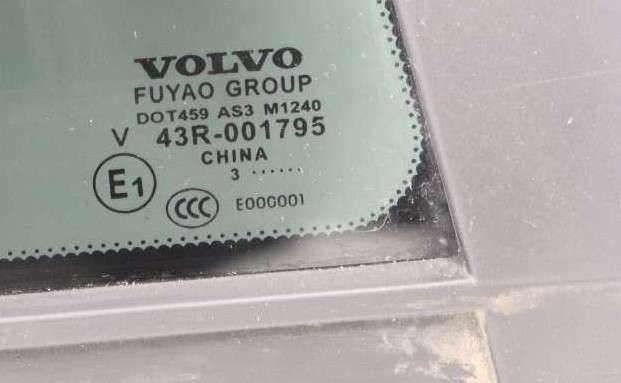 VOLVO
FUYAO GROUP
DOT459 AS3 M1240
V 43R-001795
CHINA
3 ......
E1 CCC E000001